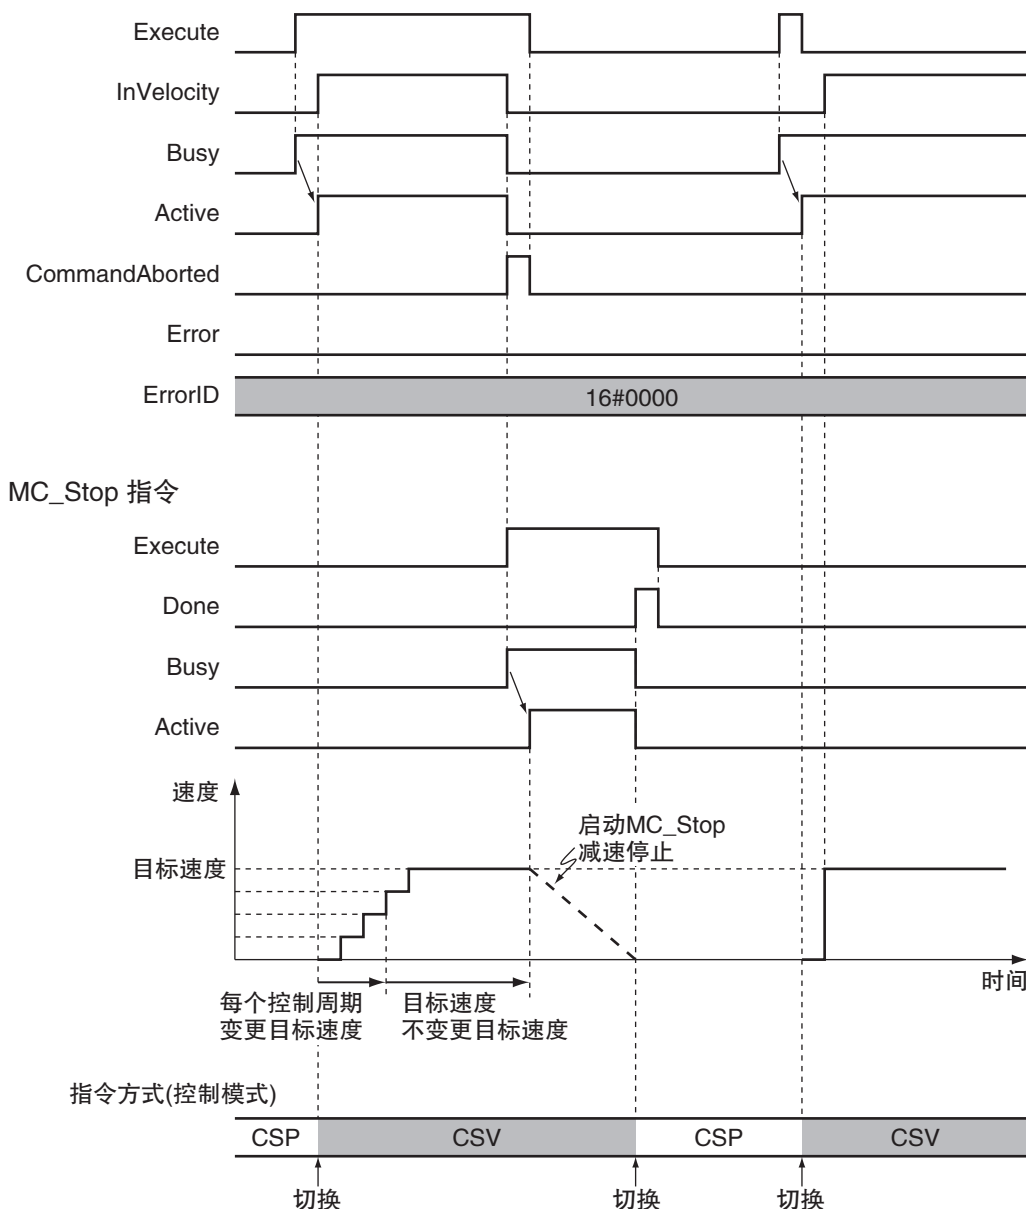 Execute
InVelocity
Busy
Active
CommandAborted
Error
ErrorID
16#0000
MC_Stop 指令
Execute
Done
Busy
Active
速度
启动MC_Stop
减速停止
目标速度
时间
每个控制周期
变更目标速度
目标速度
不变更目标速度
指令方式(控制模式)
CSP CSV CSP CSV
切换 切换 切换